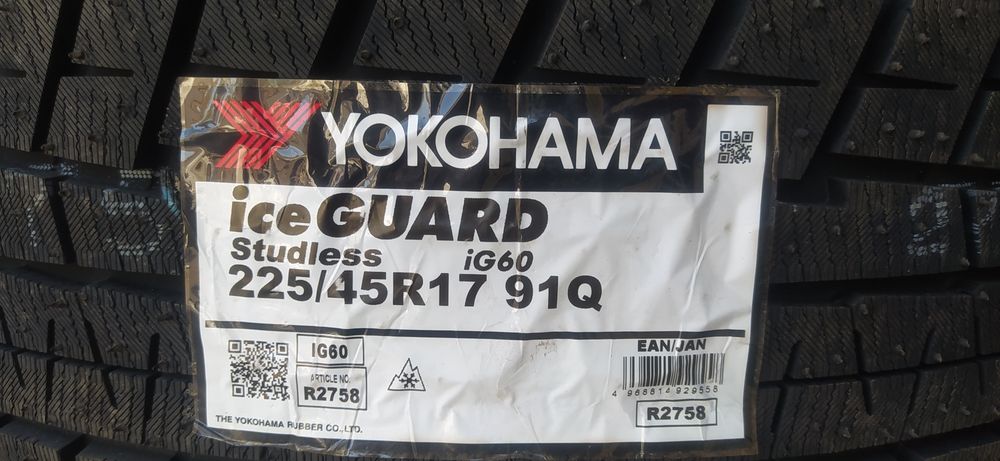 YOKOHAMA
iceGUARD
Studless iG60
225/45R17 91Q
IG60
ARTICLE NO.
R2758
EAN/JAN
4 968814 929558
R2758
THE YOKOHAMA RUBBER CO., LTD.